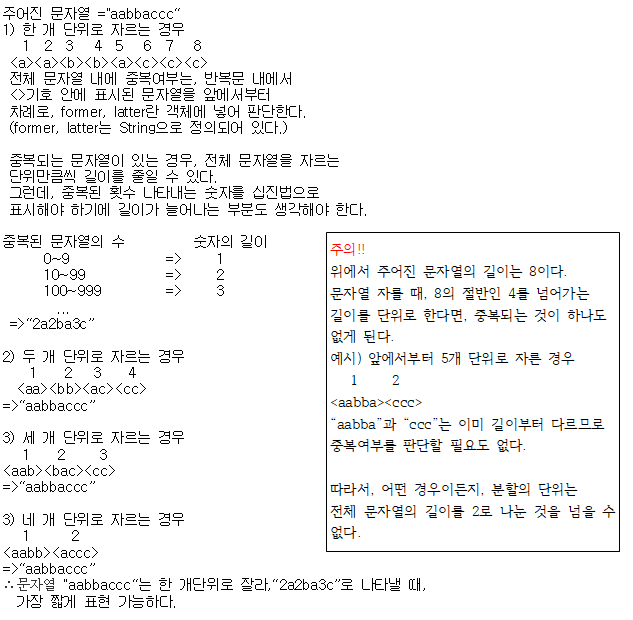 주어진 문자열 ="aabbaccc“
1) 한 개 단위로 자르는 경우
1 2 3 4 5 6 7 8
<a><a><b><b><a><c><c><c>
전체 문자열 내에 중복여부는, 반복문 내에서
<>기호 안에 표시된 문자열을 앞에서부터
차례로, former, latter란 객체에 넣어 판단한다.
(former, latter는 String으로 정의되어 있다.)
중복되는 문자열이 있는 경우, 전체 문자열을 자르는
단위만큼씩 길이를 줄일 수 있다.
그런데, 중복된 횟수 나타내는 숫자를 십진법으로
표시해야 하기에 길이가 늘어나는 부분도 생각해야 한다.
중복된 문자열의 수 숫자의 길이
0~9 => 1
10~99 => 2
100~999 => 3
...
=>“2a2ba3c”
2) 두 개 단위로 자르는 경우
1 2 3 4
<aa><bb><ac><cc>
=>“aabbaccc”
3) 세 개 단위로 자르는 경우
1 2 3
<aab><bac><cc>
=>“aabbaccc”
3) 네 개 단위로 자르는 경우
1 2
<aabb><accc>
=>“aabbaccc”
∴문자열 "aabbaccc“는 한 개단위로 잘라,“2a2ba3c”로 나타낼 때,
가장 짧게 표현 가능하다.
주의!!
위에서 주어진 문자열의 길이는 8이다.
문자열 자를 때, 8의 절반인 4를 넘어가는
길이를 단위로 한다면, 중복되는 것이 하나도
없게 된다.
예시) 앞에서부터 5개 단위로 자른 경우
1 2
<aabba><ccc>
“aabba”과 “ccc”는 이미 길이부터 다르므로
중복여부를 판단할 필요도 없다.
따라서, 어떤 경우이든지, 분할의 단위는
전체 문자열의 길이를 2로 나눈 것을 넘을 수
없다.